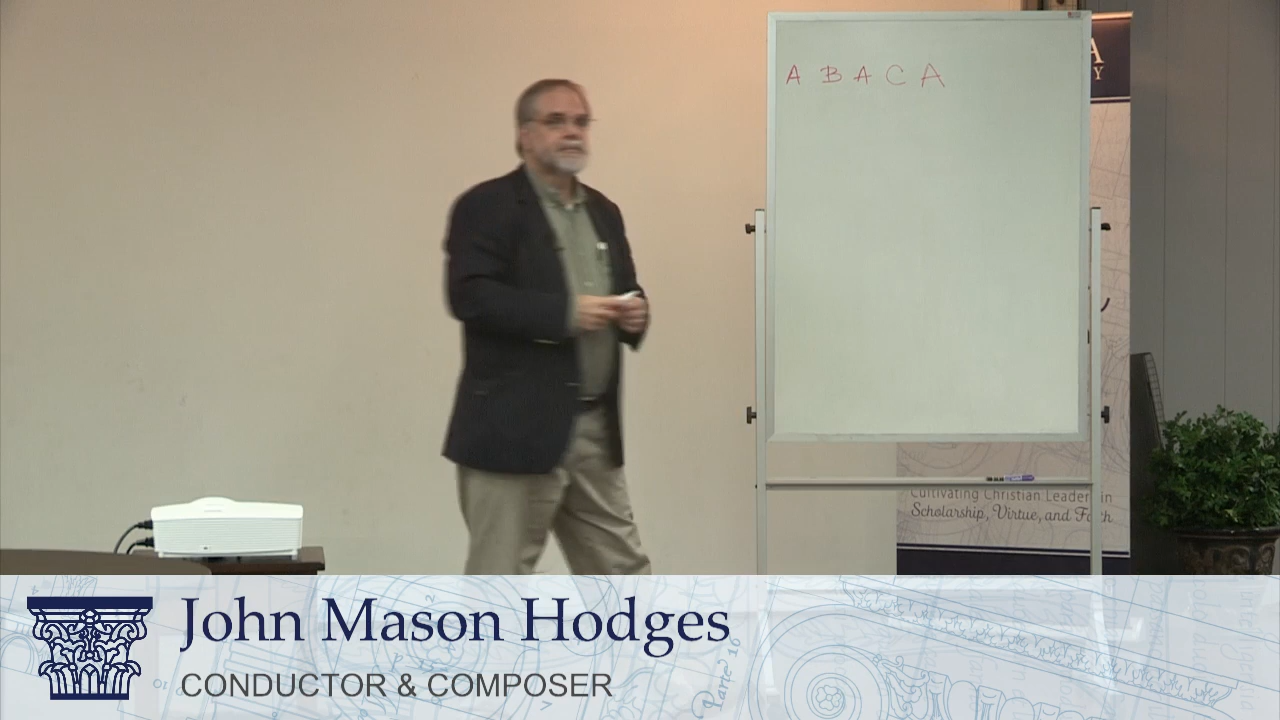 A B A C A
A
Y
Cultivating Christian Leaders in
Scholarship, Virtue, and Faith
John Mason Hodges
CONDUCTOR & COMPOSER